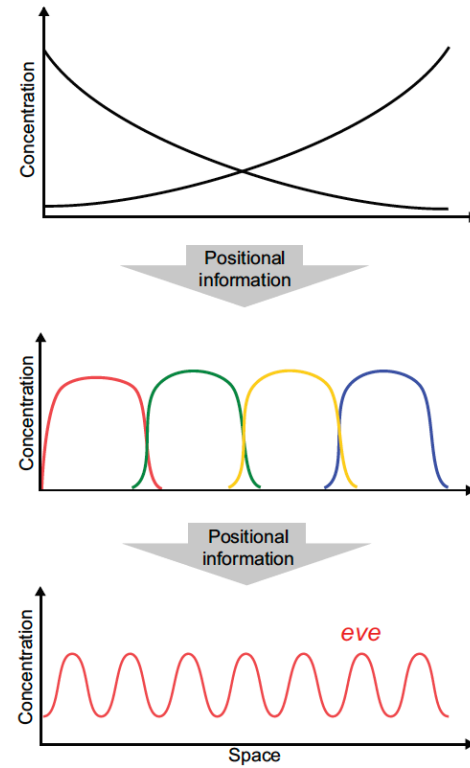 Concentration
Positional
information
Concentration
Positional
information
Concentration
eve
Space